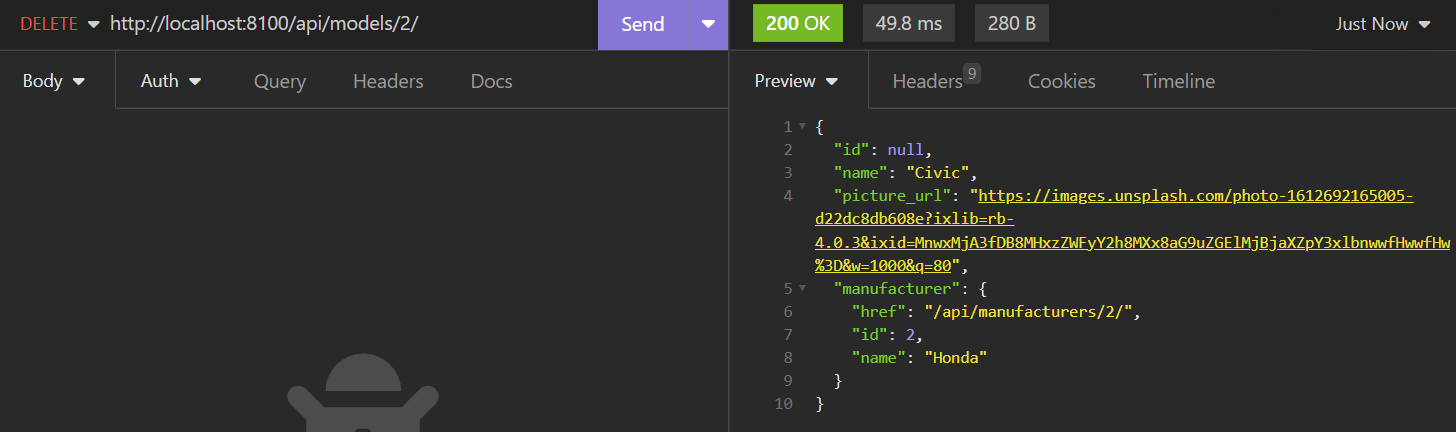 DELETE http://localhost:8100/api/models/2/ Send 200 OK 49.8 ms 280 B Just Now
Body Auth Query Headers Docs Preview Headers 9 Cookies Timeline
1 {
2 "id": null,
3 "name": "Civic",
4 "picture_url": "https://images.unsplash.com/photo-1612692165005-
d22dc8db608e?ixlib=rb-
4.0.3&ixid=MnwxMjA3fDB8MHxzZWFyY2h8MXx8aG9uZGElMjBjaXZpY3xlbnwwfHwwfHw
%3D&w=1000&q=80",
5 "manufacturer": {
6 "href": "/api/manufacturers/2/",
7 "id": 2,
8 "name": "Honda"
9 }
10 }